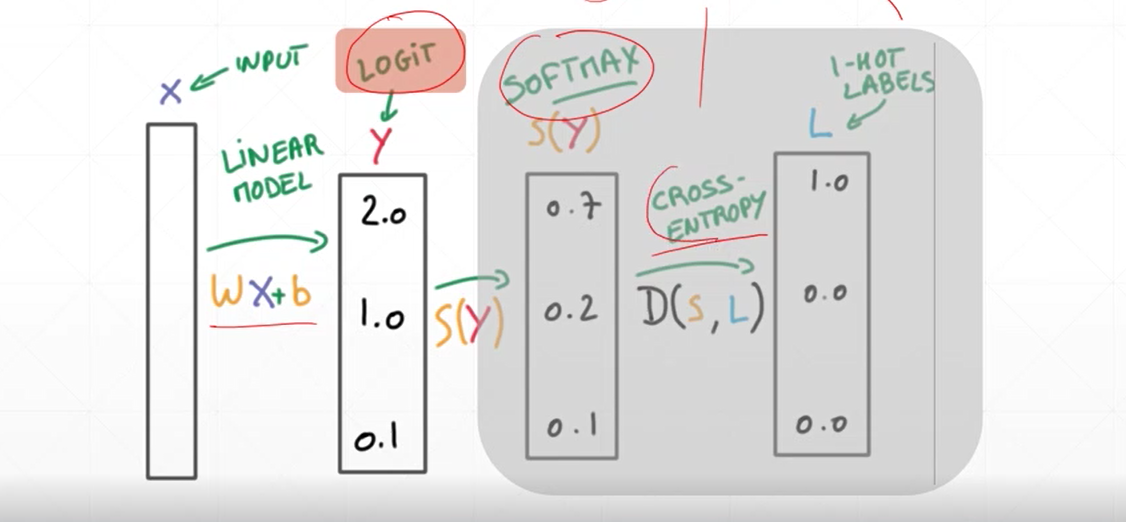 X
INPUT
LINEAR
MODEL
WX+b
LOGIT
Y
2.0
1.0
0.1
S(Y)
SOFTMAX
S(Y)
0.7
0.2
0.1
CROSS-
ENTROPY
D(S,L)
1-HOT
LABELS
L
1.0
0.0
0.0